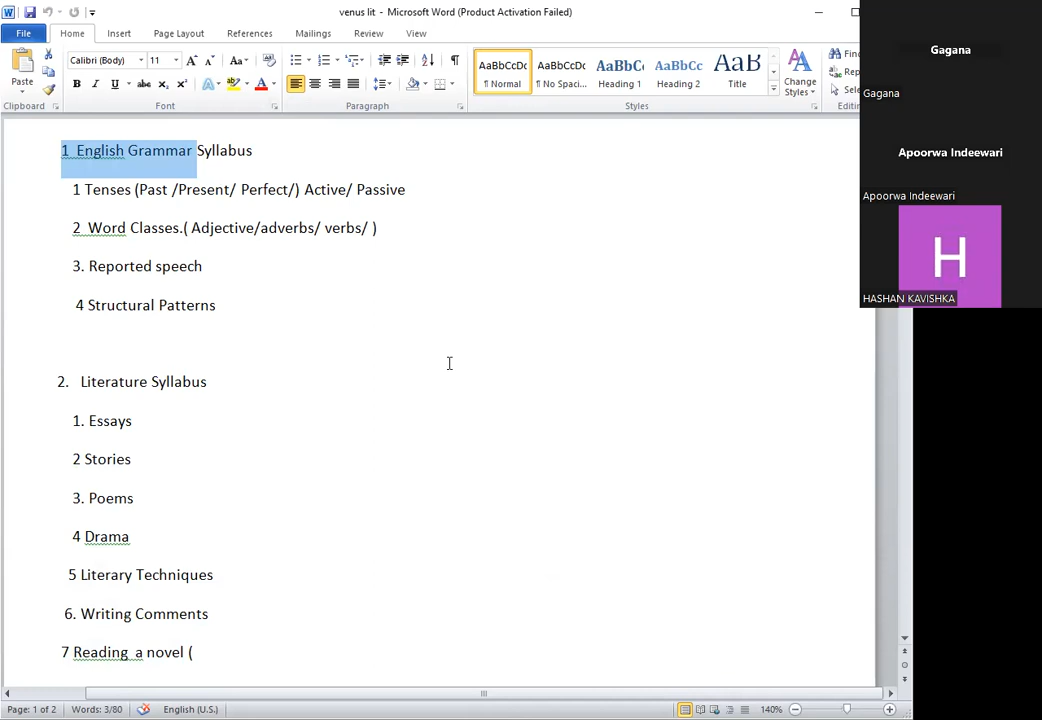 venus lit - Microsoft Word (Product Activation Failed)
File Home Insert Page Layout References Mailings Review View
Calibri (Body) 11
Paste
Clipboard Font Paragraph Styles
AaBbCcDc AaBbCcDc AaBbC AaBbCc AaB
¶ Normal ¶ No Spaci... Heading 1 Heading 2 Title
Change Styles
1 English Grammar Syllabus
1 Tenses (Past /Present/ Perfect/) Active/ Passive
2 Word Classes.( Adjective/adverbs/ verbs/ )
3. Reported speech
4 Structural Patterns
2. Literature Syllabus
1. Essays
2 Stories
3. Poems
4 Drama
5 Literary Techniques
6. Writing Comments
7 Reading a novel (
Page: 1 of 2 Words: 3/80 English (U.S.) 140%
Gagana
Gagana
Apoorwa Indeewari
Apoorwa Indeewari
H
HASHAN KAVISHKA